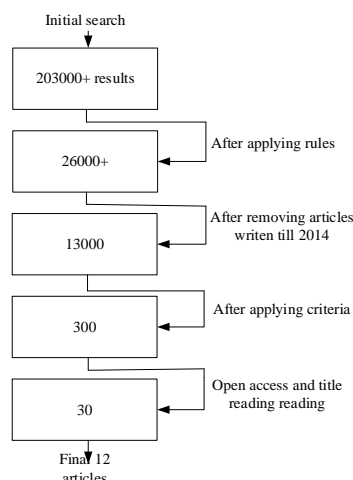 Initial search
203000+ results
After applying rules
26000+
After removing articles
writen till 2014
13000
After applying criteria
300
Open access and title
reading reading
30
Final 12
articles